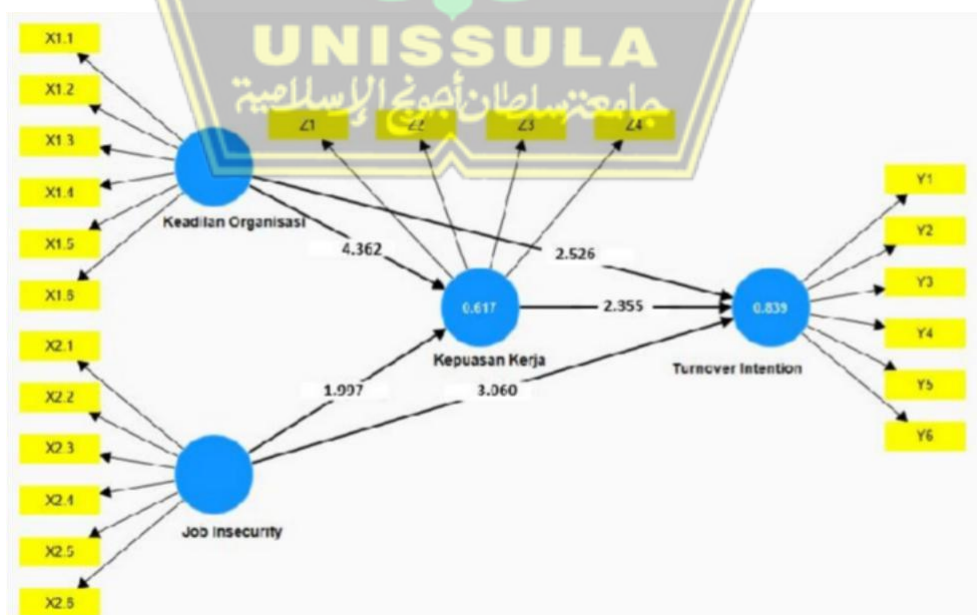 UNISSULA
جامعة سلطان أجونج الإسلامية
X1.1
X1.2
X1.3
X1.4
X1.5
X1.6
Z1
Z2
Z3
Z4
Keadilan Organisasi
4.362
2.526
0.617
2.355
0.839
Kepuasan Kerja
Turnover Intention
1.997
3.060
Job Insecurity
X2.1
X2.2
X2.3
X2.4
X2.5
X2.6
Y1
Y2
Y3
Y4
Y5
Y6